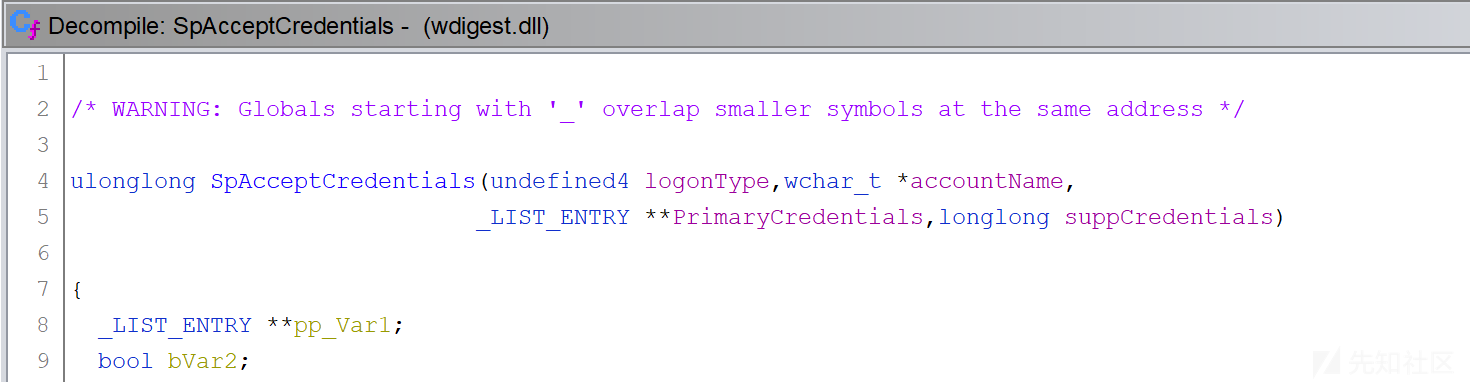 Decompile: SpAcceptCredentials - (wdigest.dll)
1
2 /* WARNING: Globals starting with '_' overlap smaller symbols at the same address */
3
4 ulonglong SpAcceptCredentials(undefined4 logonType,wchar_t *accountName,
5 _LIST_ENTRY **PrimaryCredentials,longlong suppCredentials)
6
7 {
8 _LIST_ENTRY **pp_Var1;
9 bool bVar2;
先知社区